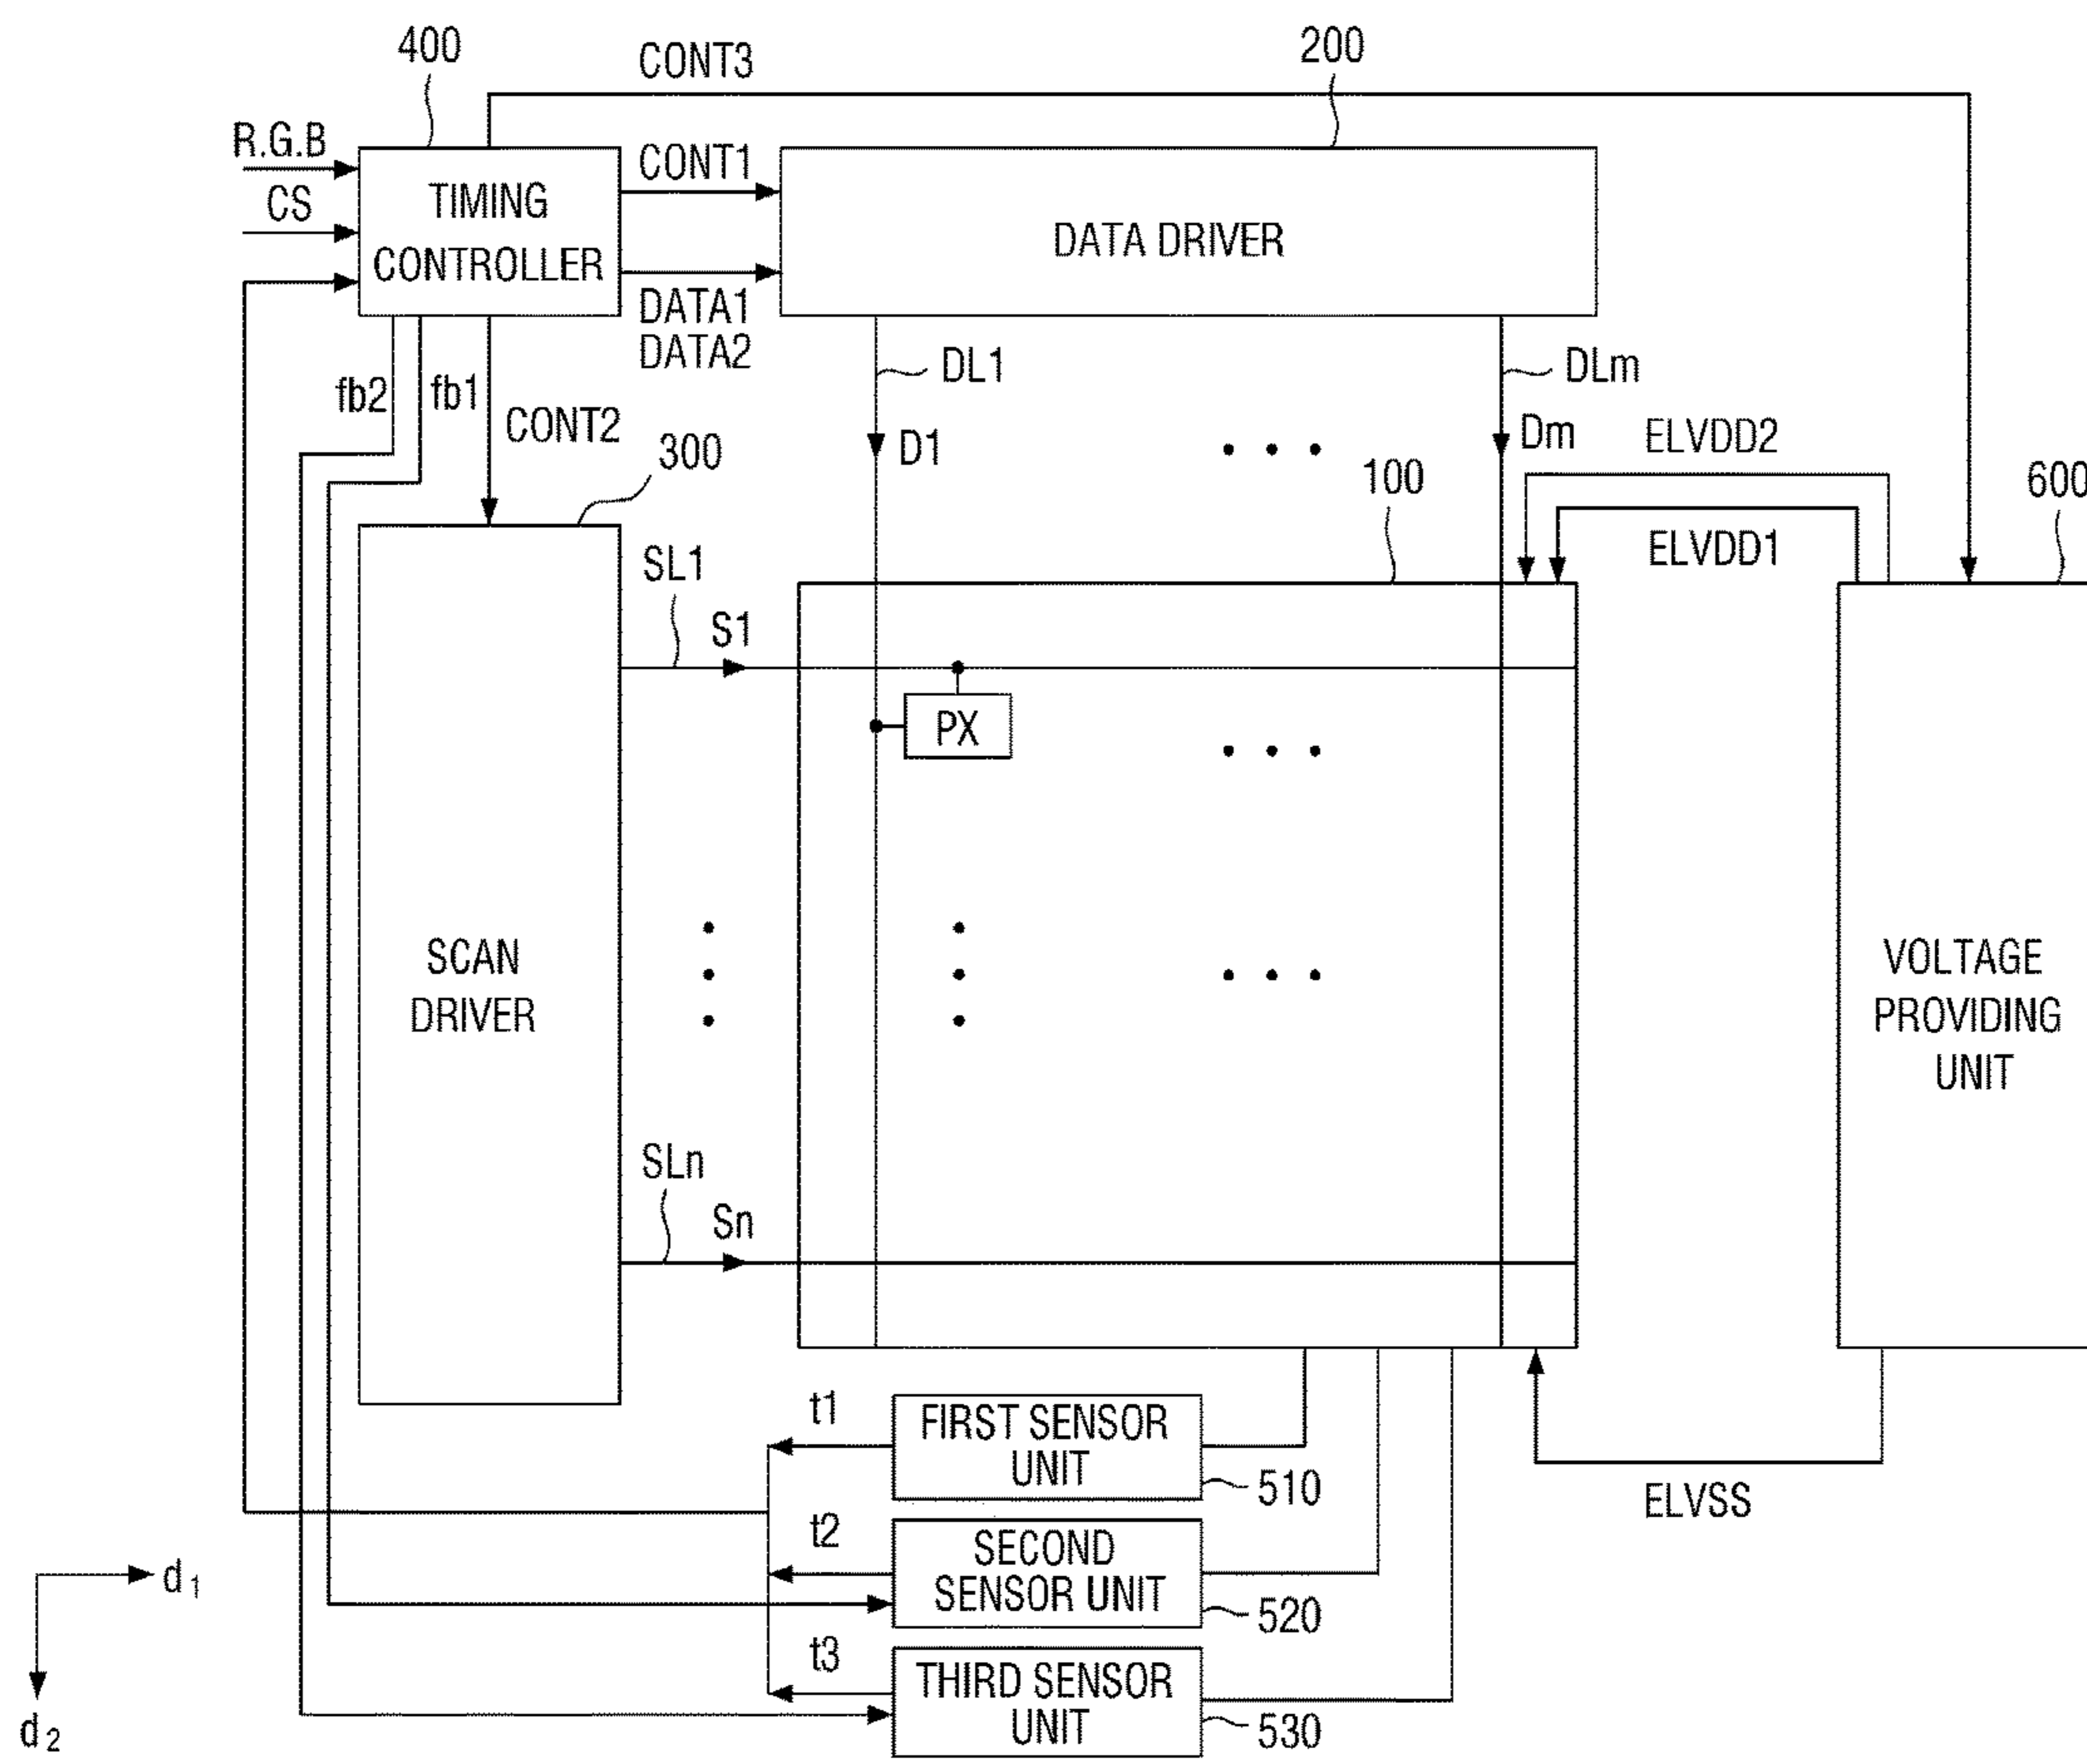 400
CONT3
200
R.G.B
CONT1
CS
TIMING
CONTROLLER
DATA DRIVER
DATA1
DATA2
fb2
fb1
CONT2
DL1
DLm
D1
Dm
ELVDD2
300
100
600
ELVDD1
SL1
S1
PX
SCAN
DRIVER
VOLTAGE
PROVIDING
UNIT
SLn
Sn
t1
FIRST SENSOR
UNIT
510
ELVSS
t2
SECOND
SENSOR UNIT
520
d1
t3
THIRD SENSOR
UNIT
530
d2